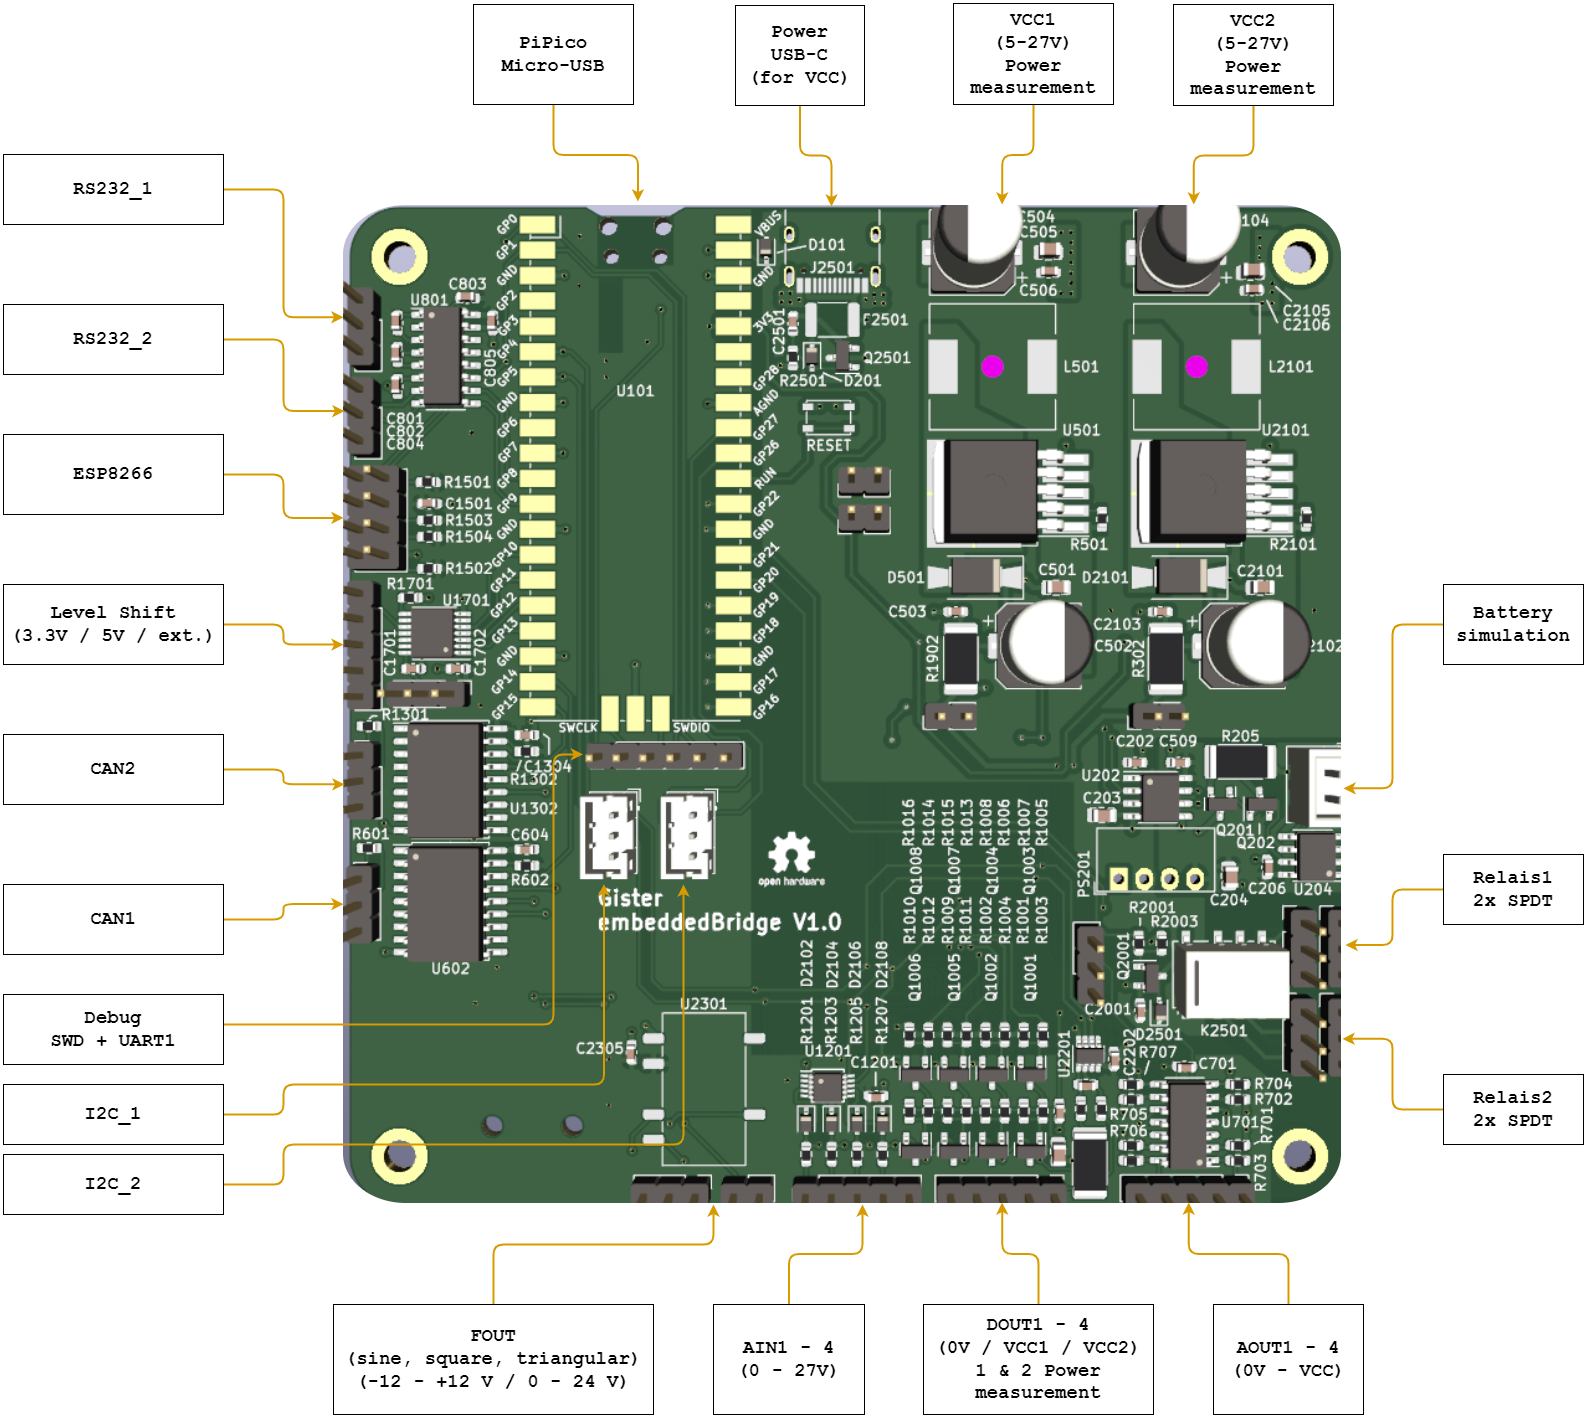 PiPico
Micro-USB
Power
USB-C
(for VCC)
VCC1
(5-27V)
Power
measurement
VCC2
(5-27V)
Power
measurement
RS232_1
RS232_2
ESP8266
Level Shift
(3.3V / 5V / ext.)
CAN2
CAN1
Debug
SWD + UART1
I2C_1
I2C_2
Battery
simulation
Relais1
2x SPDT
Relais2
2x SPDT
FOUT
(sine, square, triangular)
(-12 - +12 V / 0 - 24 V)
AIN1 - 4
(0 - 27V)
DOUT1 - 4
(0V / VCC1 / VCC2)
1 & 2 Power
measurement
AOUT1 - 4
(0V - VCC)
GP0
GP1
GND
GP2
GP3
GP4
GP5
GND
GP6
GP7
GP8
GP9
GND
GP10
GP11
GP12
GP13
GND
GP14
GP15
VBUS
GND
3V3
GP28
AGND
GP27
GP26
RUN
GP22
GND
GP21
GP20
GP19
GP18
GND
GP17
GP16
SWCLK
SWDIO
U101
C803
U801
C805
C801
C802
C804
R1501
C1501
R1503
R1504
R1502
R1701
U1701
C1701
C1702
R1301
/C1304
R1302
U1302
R601
C604
R602
U602
D101
J2501
C2501
F2501
Q2501
R2501
D201
RESET
C504
C505
C506
104
C2105
C2106
L501
L2101
U501
U2101
R501
R2101
D501
C501
D2101
C2101
C503
C502
C2103
2102
R1902
R302
C202
C509
R205
U202
C203
Q201
Q202
PS201
C204
C206
U204
R2001
R2003
Q2001
C2001
D2501
K2501
U2201
C2202
R707
C701
R704
R702
R705
R706
U701
R701
R703
R1016
R1014
R1015
R1013
R1008
R1006
R1007
R1005
Q1008
Q1007
Q1004
Q1003
R1010
R1012
R1009
R1011
R1002
R1004
R1001
R1003
Q1006
Q1005
Q1002
Q1001
D2102
D2104
D2106
D2108
R1201
R1203
R1205
R1207
U1201
C1201
U2301
C2305
open hardware
Gister
embeddedBridge V1.0